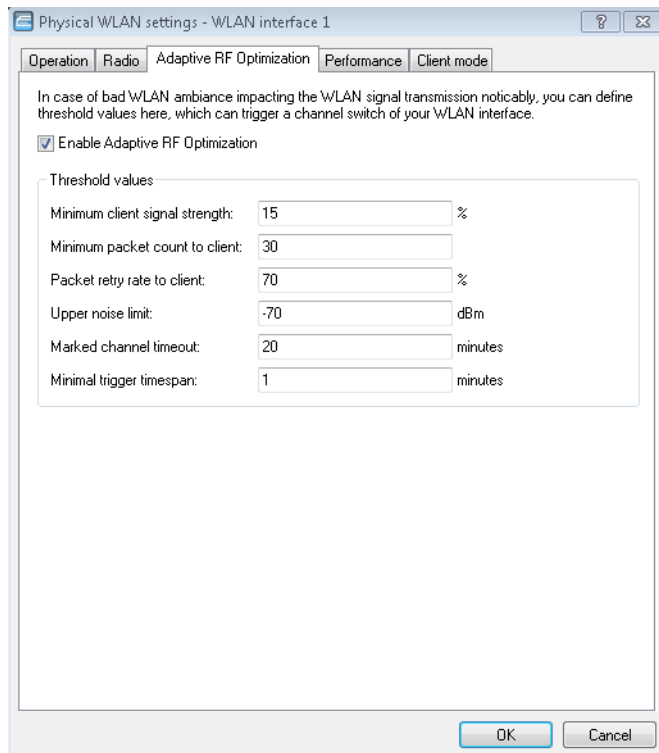 Physical WLAN settings - WLAN interface 1
Operation Radio Adaptive RF Optimization Performance Client mode
In case of bad WLAN ambiance impacting the WLAN signal transmission noticably, you can define
threshold values here, which can trigger a channel switch of your WLAN interface.
Enable Adaptive RF Optimization
Threshold values
Minimum client signal strength: 15 %
Minimum packet count to client: 30
Packet retry rate to client: 70 %
Upper noise limit: -70 dBm
Marked channel timeout: 20 minutes
Minimal trigger timespan: 1 minutes
OK Cancel